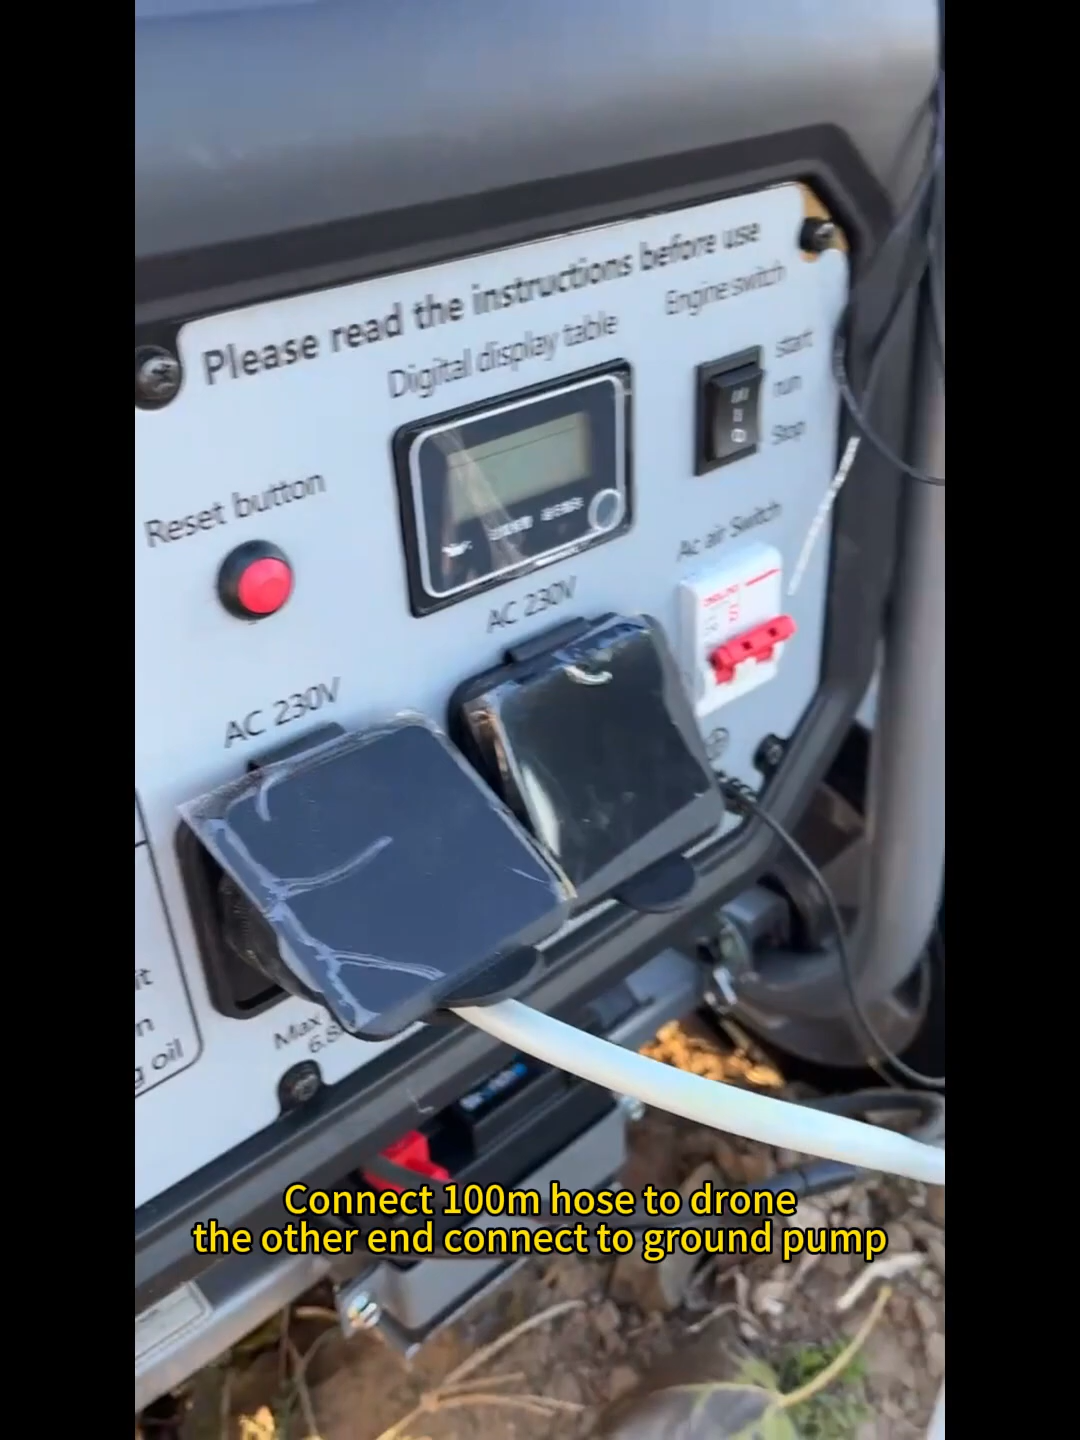 Please read the instructions before use
Digital display table
Engine switch
start
run
Stop
Reset button
AC 230V
Ac air Switch
AC 230V
Max
oil
Connect 100m hose to drone
the other end connect to ground pump